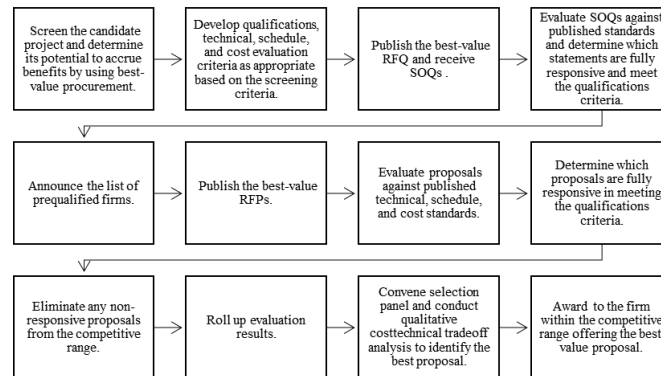 Screen the candidate
project and determine
its potential to accrue
benefits by using best-
value procurement.
Develop qualifications,
technical, schedule,
and cost evaluation
criteria as appropriate
based on the screening
criteria.
Publish the best-value
RFQ and receive
SOQs .
Evaluate SOQs against
published standards
and determine which
statements are fully
responsive and meet
the qualifications
criteria.
Announce the list of
prequalified firms.
Publish the best-value
RFPs.
Evaluate proposals
against published
technical, schedule,
and cost standards.
Determine which
proposals are fully
responsive in meeting
the qualifications
criteria.
Eliminate any non-
responsive proposals
from the competitive
range.
Roll up evaluation
results.
Convene selection
panel and conduct
qualitative
costtechnical tradeoff
analysis to identify the
best proposal.
Award to the firm
within the competitive
range offering the best
value proposal.